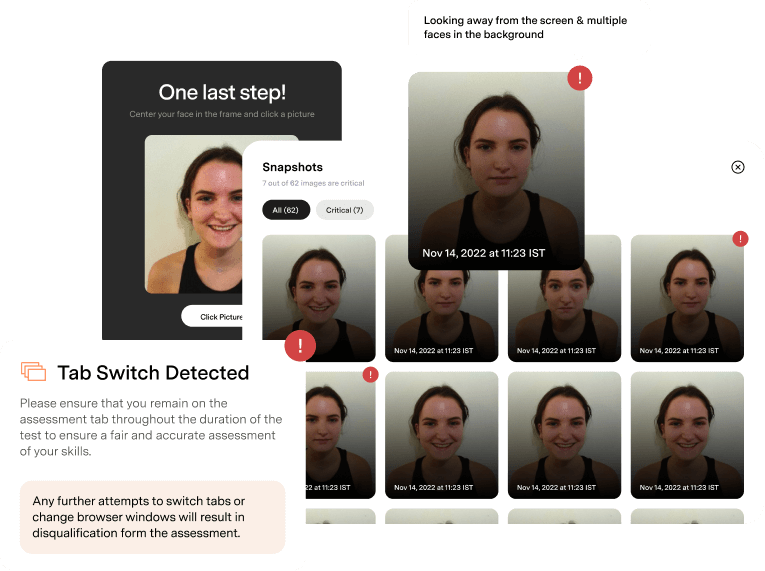 Looking away from the screen & multiple
faces in the background
One last step!
Center your face in the frame and click a picture
Snapshots
7 out of 62 images are critical
All (62)
Critical (7)
Click Picture
!
Nov 14, 2022 at 11:23 IST
!
Nov 14, 2022 at 11:23 IST
Nov 14, 2022 at 11:23 IST
Nov 14, 2022 at 11:23 IST
!
Tab Switch Detected
Please ensure that you remain on the
assessment tab throughout the duration of the
test to ensure a fair and accurate assessment
of your skills.
Any further attempts to switch tabs or
change browser windows will result in
disqualification form the assessment.
!
22 at 11:23 IST
Nov 14, 2022 at 11:23 IST
Nov 14, 2022 at 11:23 IST
Nov 14, 2022 at 11:23 IST